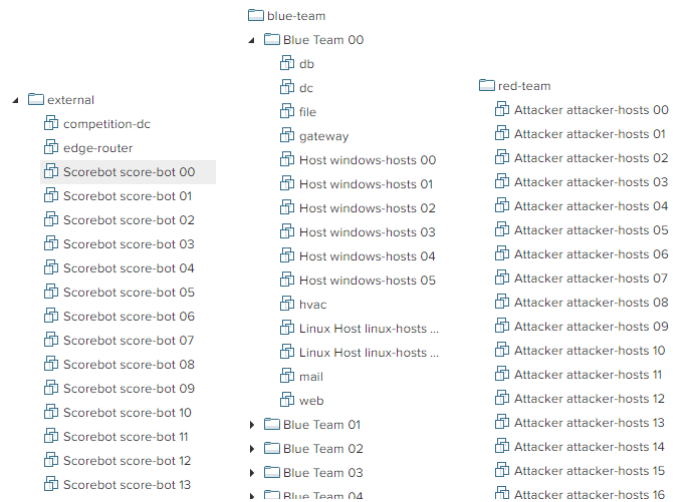 external
competition-dc
edge-router
Scorebot score-bot 00
Scorebot score-bot 01
Scorebot score-bot 02
Scorebot score-bot 03
Scorebot score-bot 04
Scorebot score-bot 05
Scorebot score-bot 06
Scorebot score-bot 07
Scorebot score-bot 08
Scorebot score-bot 09
Scorebot score-bot 10
Scorebot score-bot 11
Scorebot score-bot 12
Scorebot score-bot 13
blue-team
Blue Team 00
db
dc
file
gateway
Host windows-hosts 00
Host windows-hosts 01
Host windows-hosts 02
Host windows-hosts 03
Host windows-hosts 04
Host windows-hosts 05
hvac
Linux Host linux-hosts ...
Linux Host linux-hosts ...
mail
web
Blue Team 01
Blue Team 02
Blue Team 03
Blue Team 04
red-team
Attacker attacker-hosts 00
Attacker attacker-hosts 01
Attacker attacker-hosts 02
Attacker attacker-hosts 03
Attacker attacker-hosts 04
Attacker attacker-hosts 05
Attacker attacker-hosts 06
Attacker attacker-hosts 07
Attacker attacker-hosts 08
Attacker attacker-hosts 09
Attacker attacker-hosts 10
Attacker attacker-hosts 11
Attacker attacker-hosts 12
Attacker attacker-hosts 13
Attacker attacker-hosts 14
Attacker attacker-hosts 15
Attacker attacker-hosts 16